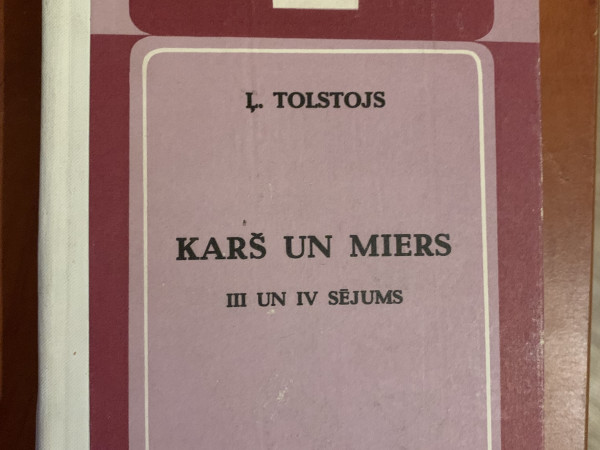 Ļ. TOLSTOJS
KARŠ UN MIERS
III UN IV SĒJUMS